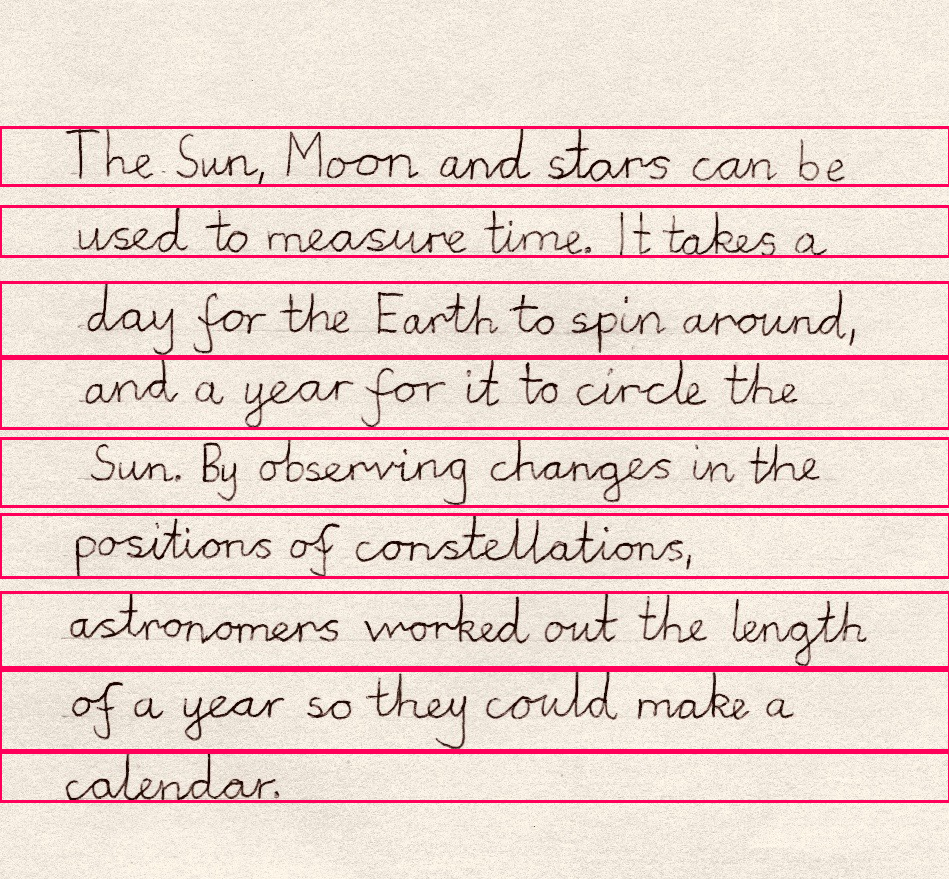 The Sun, Moon and stars can be
used to measure time. It takes a
day for the Earth to spin around,
and a year for it to circle the
Sun. By observing changes in the
positions of constellations,
astronomers worked out the length
of a year so they could make a
calendar.